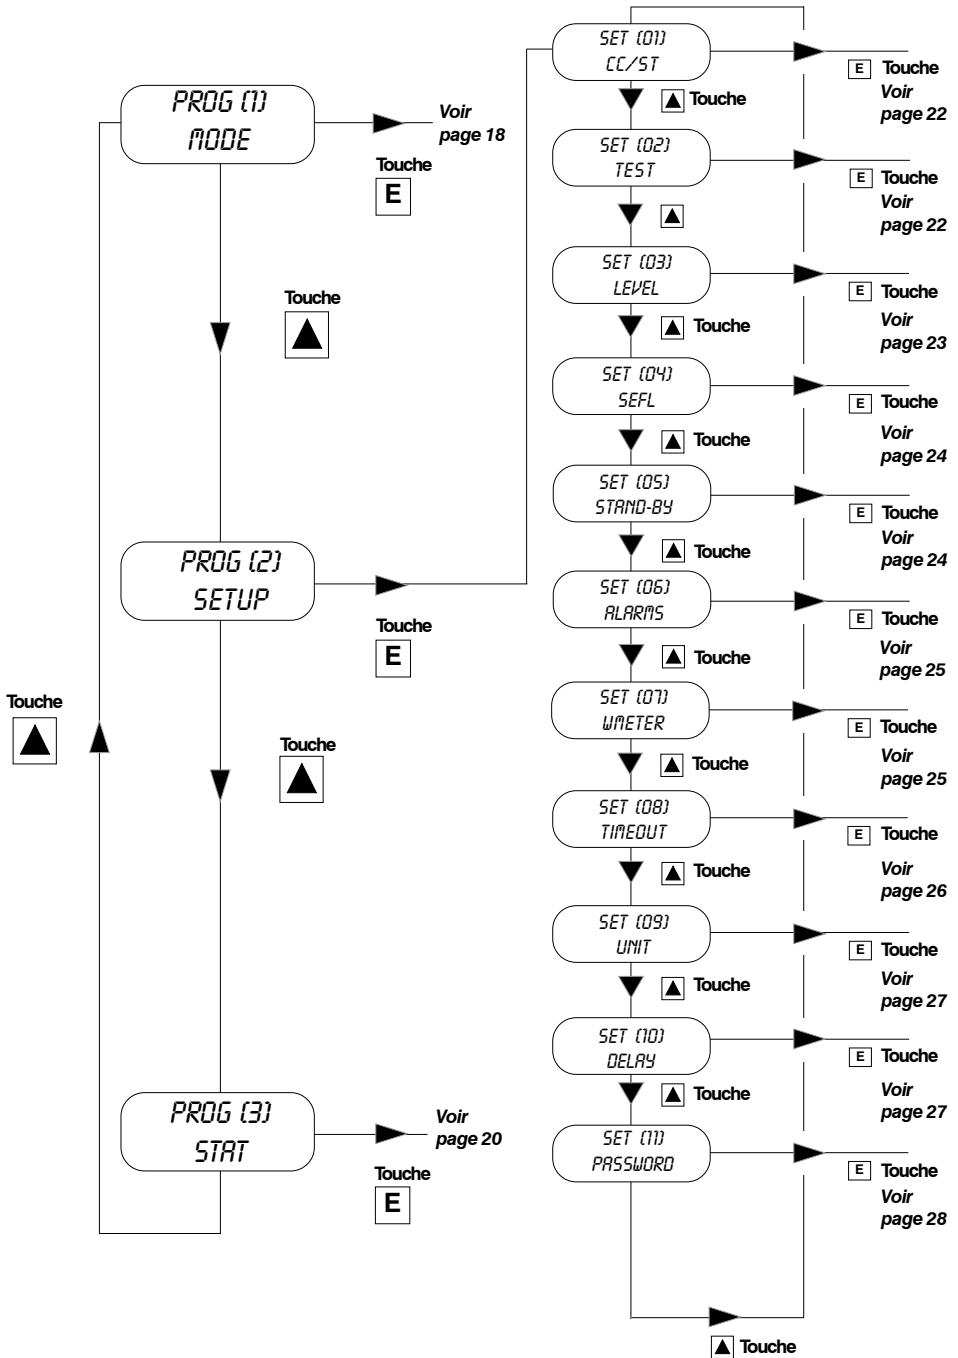 PROG (1)
MODE
Voir
page 18
Touche
E
Touche
PROG (2)
SETUP
Touche
E
Touche
Touche
PROG (3)
STAT
Voir
page 20
Touche
E
SET (01)
CC/ST
E Touche
Voir
page 22
Touche
SET (02)
TEST
E Touche
Voir
page 22
SET (03)
LEVEL
E Touche
Voir
page 23
Touche
SET (04)
SEFL
E Touche
Voir
page 24
Touche
SET (05)
STAND-BY
E Touche
Voir
page 24
Touche
SET (06)
ALARMS
E Touche
Voir
page 25
Touche
SET (07)
WMETER
E Touche
Voir
page 25
Touche
SET (08)
TIMEOUT
E Touche
Voir
page 26
Touche
SET (09)
UNIT
E Touche
Voir
page 27
Touche
SET (10)
DELAY
E Touche
Voir
page 27
Touche
SET (11)
PASSWORD
E Touche
Voir
page 28
Touche